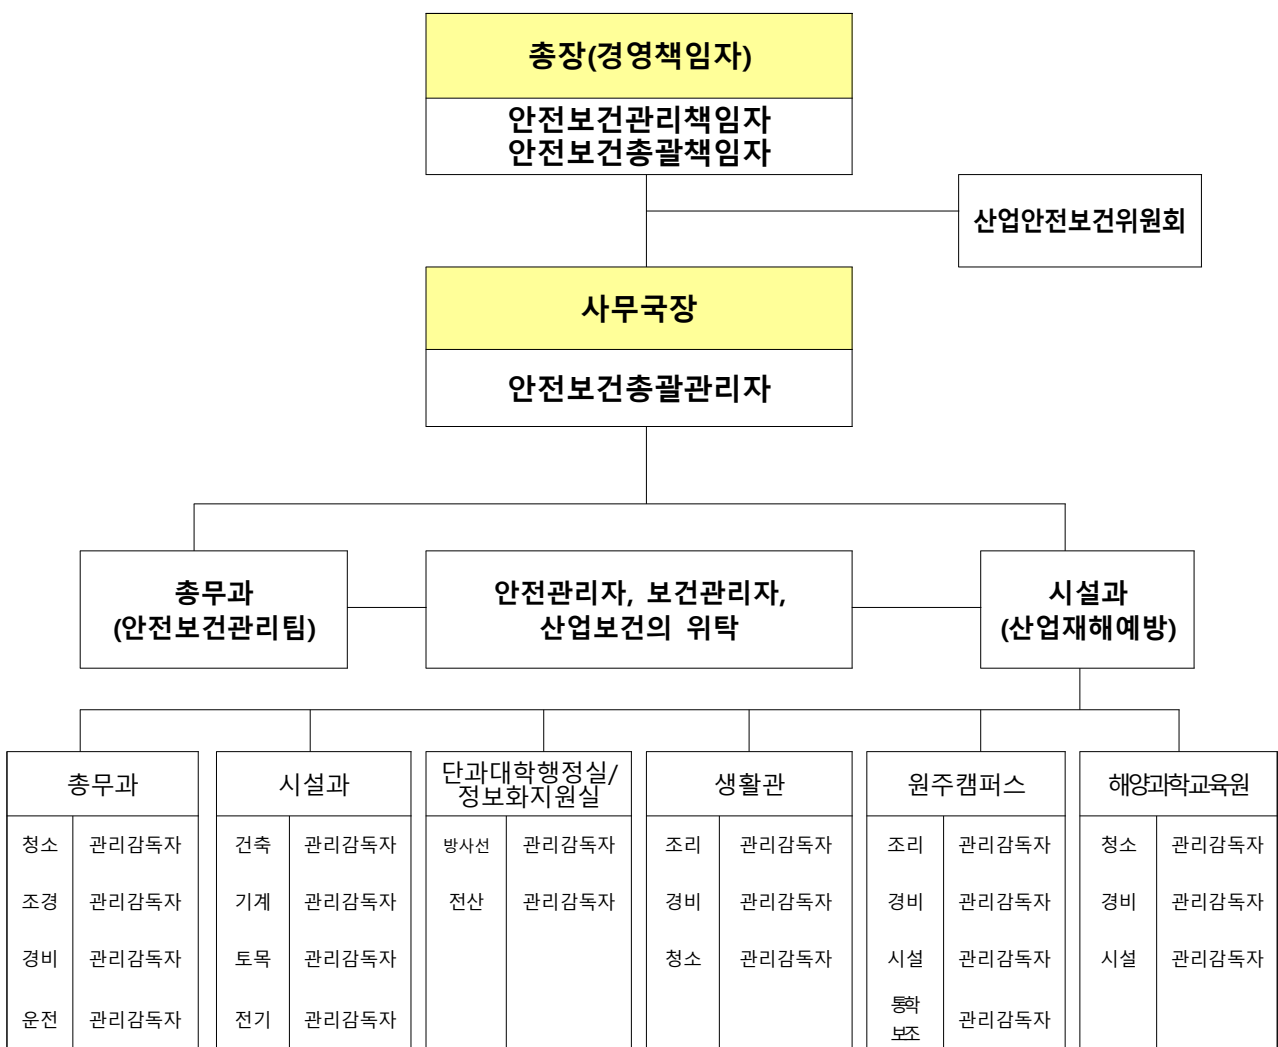 총장(경영책임자)
안전보건관리책임자
안전보건총괄책임자
산업안전보건위원회
사무국장
안전보건총괄관리자
총무과
(안전보건관리팀)
안전관리자, 보건관리자,
산업보건의 위탁
시설과
(산업재해예방)
총무과
청소 관리감독자
조경 관리감독자
경비 관리감독자
운전 관리감독자
시설과
건축 관리감독자
기계 관리감독자
토목 관리감독자
전기 관리감독자
단과대학행정실/
정보화지원실
방사선 관리감독자
전산 관리감독자
생활관
조리 관리감독자
경비 관리감독자
청소 관리감독자
원주캠퍼스
조리 관리감독자
경비 관리감독자
시설 관리감독자
통학
보조
관리감독자
해양과학교육원
청소 관리감독자
경비 관리감독자
시설 관리감독자